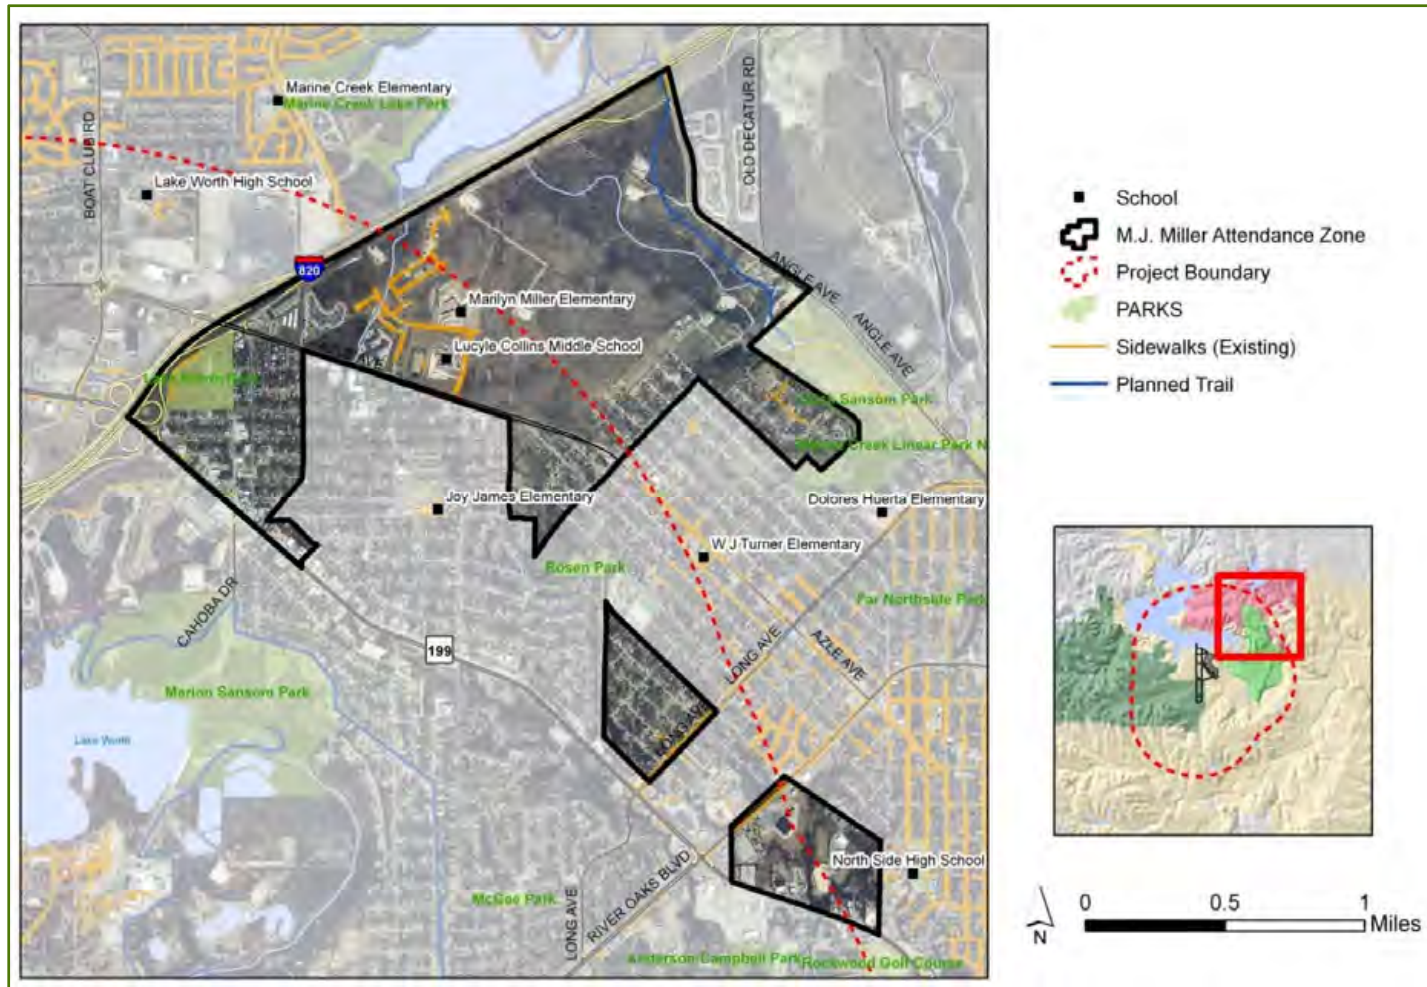 Marine Creek Elementary
Marine Creek Lake Park
BOAT CLUB RD
OLD DECATUR RD
Lake Worth High School
820
ANGLE AVE
Marilyn Miller Elementary
ANGLE AVE
Lucyle Collins Middle School
Sansom Park
Creek Linear Park N
Joy James Elementary
Dolores Huerta Elementary
W J Turner Elementary
Rosen Park
Far Northside Park
CAHOBA DR
199
LONG AVE
AZLE AVE
Marion Sansom Park
LONG AVE
Lake Worth
North Side High School
RIVER OAKS BLVD
McGee Park
LONG AVE
Anderson Campbell Park
Rockwood Golf Course
School
M.J. Miller Attendance Zone
Project Boundary
PARKS
Sidewalks (Existing)
Planned Trail
N
0 0.5 1
Miles